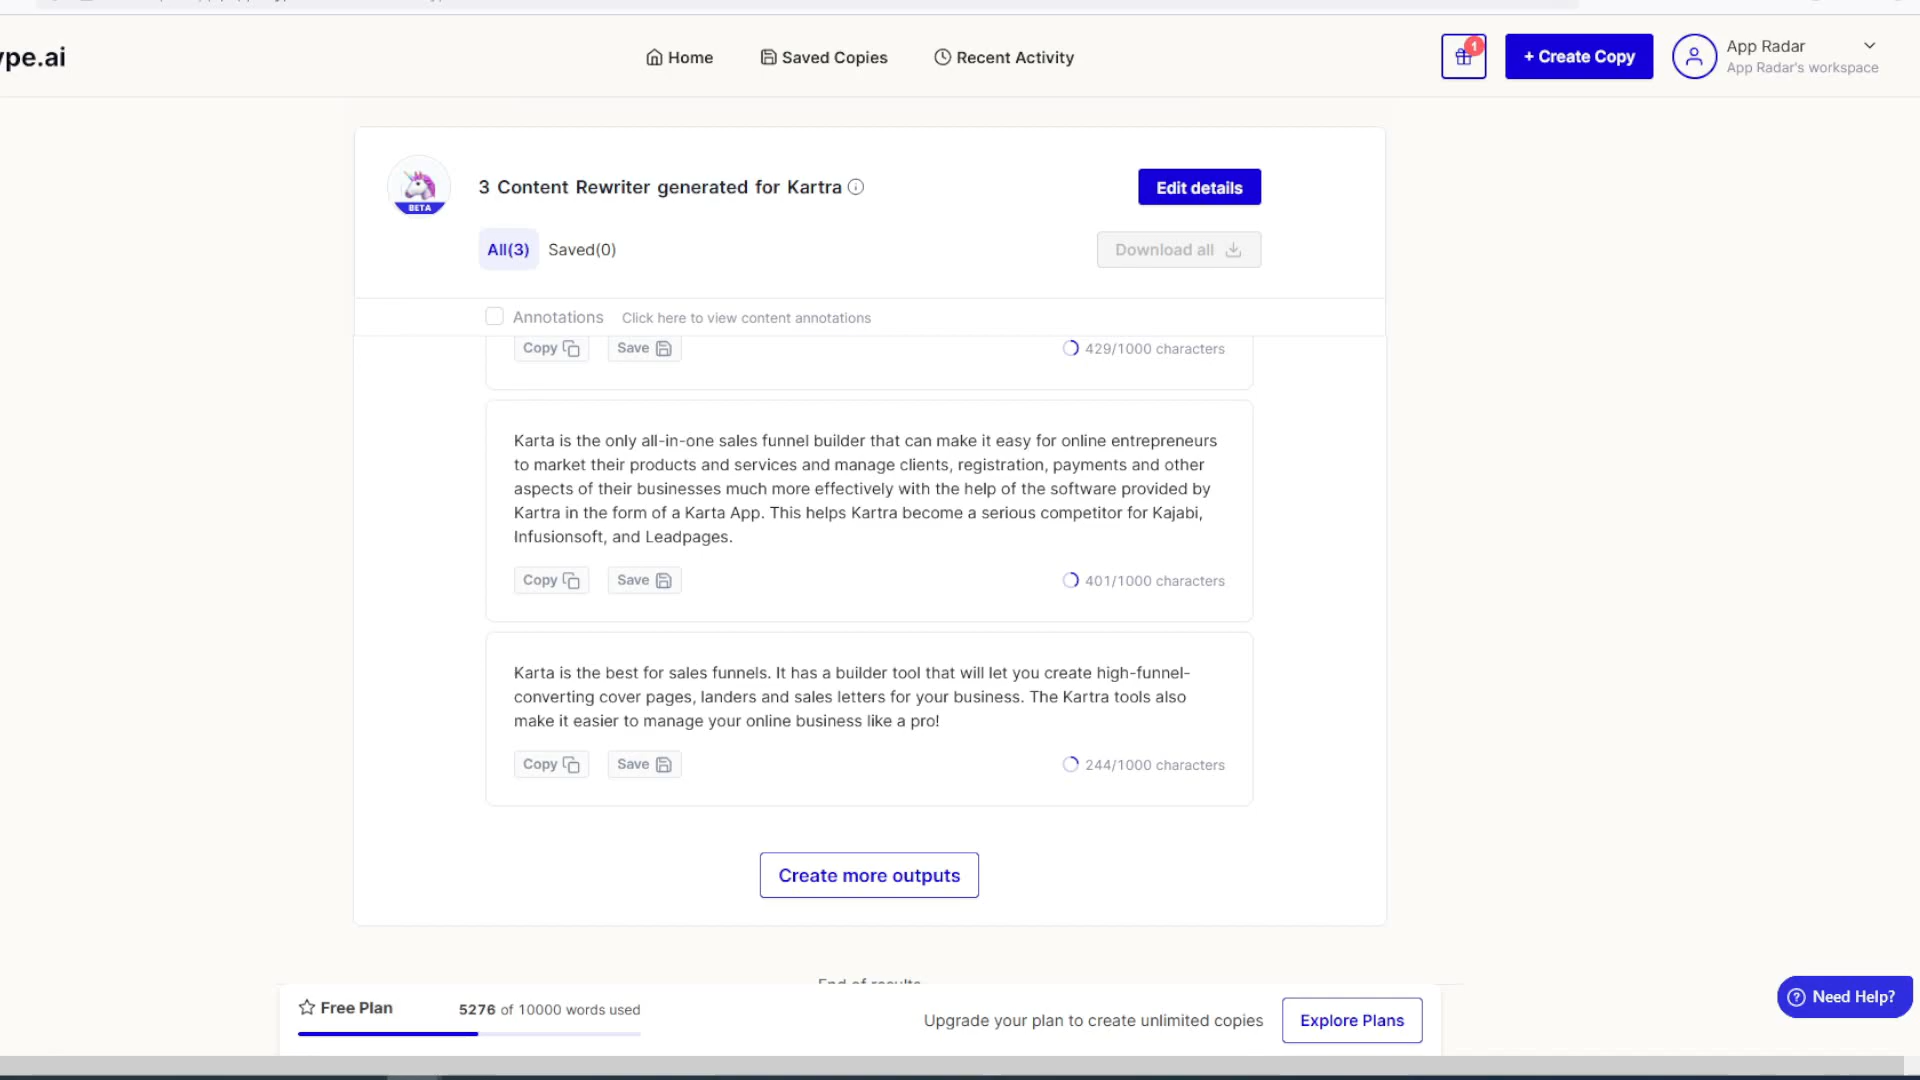 ype.ai
Home
Saved Copies
Recent Activity
1
+ Create Copy
App Radar
App Radar's workspace
BETA
3 Content Rewriter generated for Kartra
Edit details
All(3)
Saved(0)
Download all
Annotations
Click here to view content annotations
Copy
Save
429/1000 characters
Karta is the only all-in-one sales funnel builder that can make it easy for online entrepreneurs
to market their products and services and manage clients, registration, payments and other
aspects of their businesses much more effectively with the help of the software provided by
Kartra in the form of a Karta App. This helps Kartra become a serious competitor for Kajabi,
Infusionsoft, and Leadpages.
Copy
Save
401/1000 characters
Karta is the best for sales funnels. It has a builder tool that will let you create high-funnel-
converting cover pages, landers and sales letters for your business. The Kartra tools also
make it easier to manage your online business like a pro!
Copy
Save
244/1000 characters
Create more outputs
End of results
Free Plan
5276 of 10000 words used
Upgrade your plan to create unlimited copies
Explore Plans
Need Help?